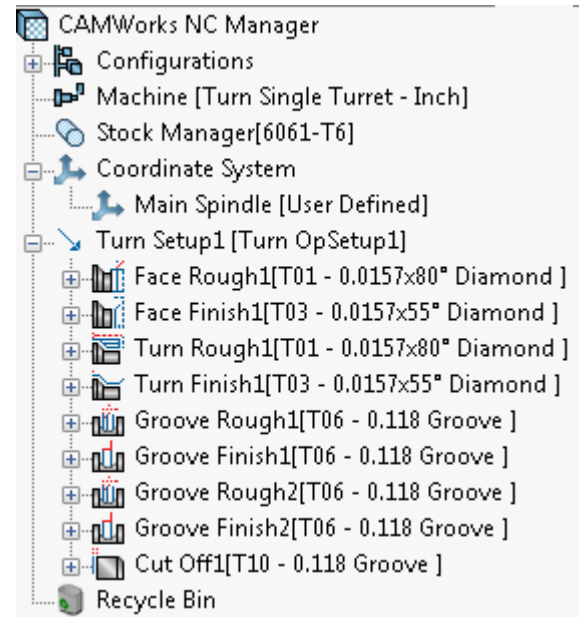 CAMWorks NC Manager
Configurations
Machine [Turn Single Turret - Inch]
Stock Manager[6061-T6]
Coordinate System
Main Spindle [User Defined]
Turn Setup1 [Turn OpSetup1]
Face Rough1[T01 - 0.0157x80° Diamond ]
Face Finish1[T03 - 0.0157x55° Diamond ]
Turn Rough1[T01 - 0.0157x80° Diamond ]
Turn Finish1[T03 - 0.0157x55° Diamond ]
Groove Rough1[T06 - 0.118 Groove ]
Groove Finish1[T06 - 0.118 Groove ]
Groove Rough2[T06 - 0.118 Groove ]
Groove Finish2[T06 - 0.118 Groove ]
Cut Off1[T10 - 0.118 Groove ]
Recycle Bin